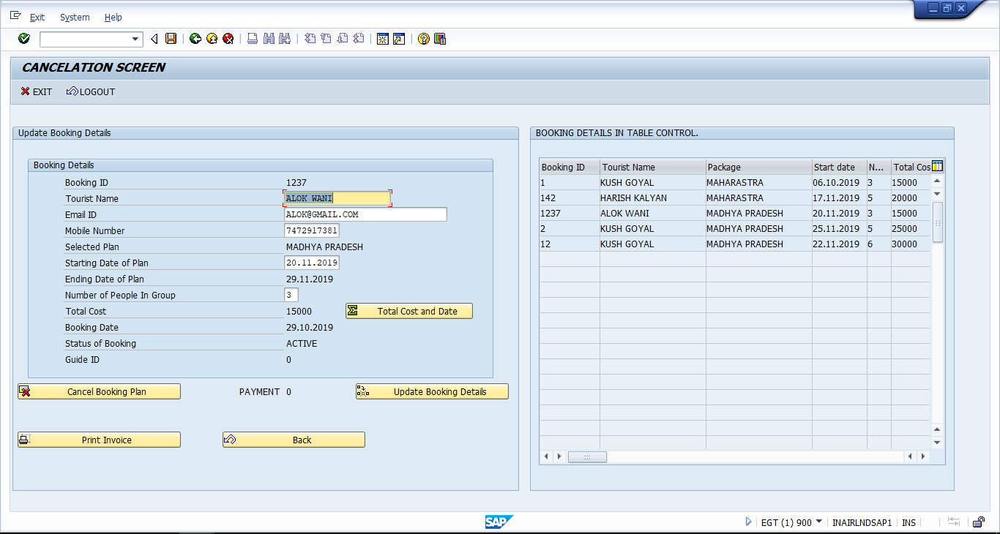 Exit System Help
CANCELATION SCREEN
EXIT LOGOUT
Update Booking Details
Booking Details
Booking ID 1237
Tourist Name ALOK WANI
Email ID ALOK@GMAIL.COM
Mobile Number 7472917381
Selected Plan MADHYA PRADESH
Starting Date of Plan 20.11.2019
Ending Date of Plan 29.11.2019
Number of People In Group 3
Total Cost 15000 Total Cost and Date
Booking Date 29.10.2019
Status of Booking ACTIVE
Guide ID 0
Cancel Booking Plan PAYMENT 0 Update Booking Details
Print Invoice Back
BOOKING DETAILS IN TABLE CONTROL.
Booking ID Tourist Name Package Start date N... Total Cos
1 KUSH GOYAL MAHARASTRA 06.10.2019 3 15000
142 HARISH KALYAN MAHARASTRA 17.11.2019 5 20000
1237 ALOK WANI MADHYA PRADESH 20.11.2019 3 15000
2 KUSH GOYAL MADHYA PRADESH 25.11.2019 5 25000
12 KUSH GOYAL MADHYA PRADESH 22.11.2019 6 30000
SAP EGT (1) 900 INAIRLNDSAP1 INS